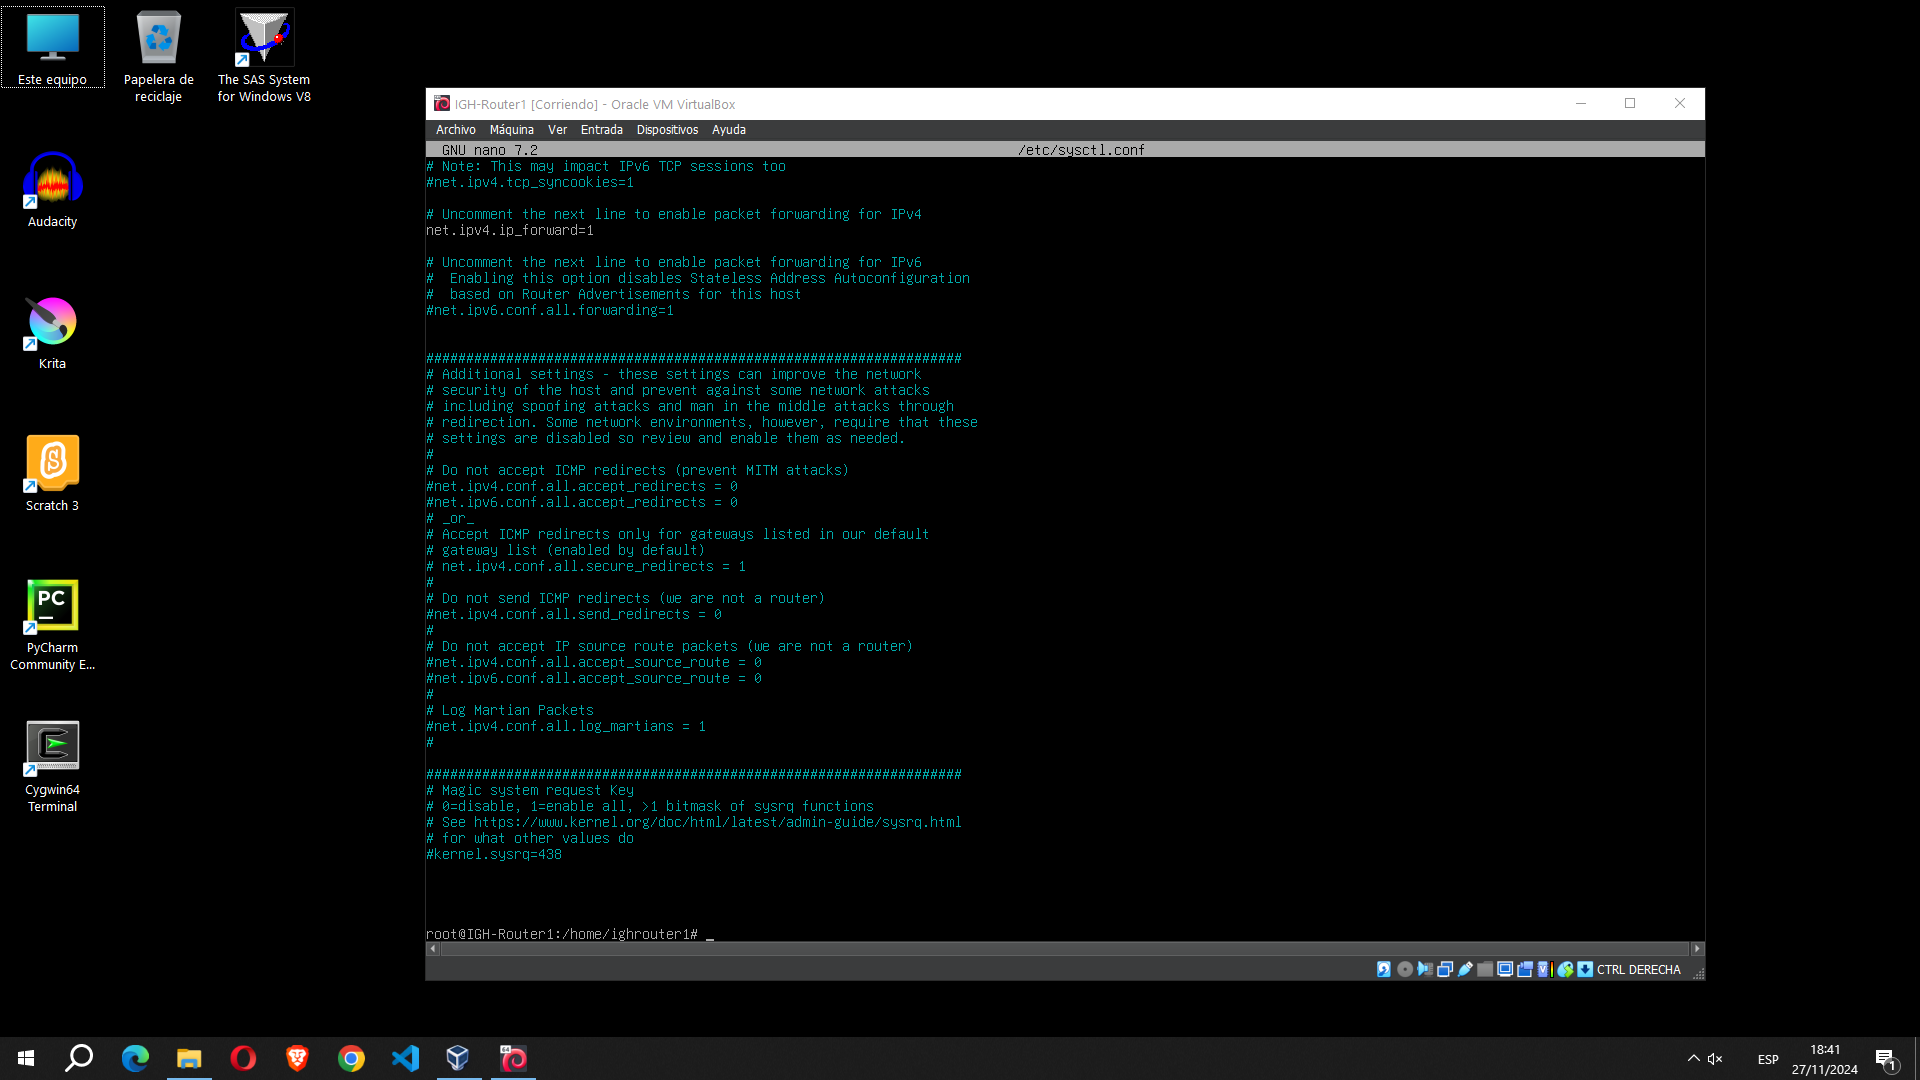 Este equipo
Papelera de
reciclaje
The SAS System
for Windows V8
Audacity
Krita
Scratch 3
PC
PyCharm
Community E...
Cygwin64
Terminal
IGH-Router1 [Corriendo] - Oracle VM VirtualBox
Archivo Máquina Ver Entrada Dispositivos Ayuda
GNU nano 7.2 /etc/sysctl.conf
# Note: This may impact IPv6 TCP sessions too
#net.ipv4.tcp_syncookies=1
# Uncomment the next line to enable packet forwarding for IPv4
net.ipv4.ip_forward=1
# Uncomment the next line to enable packet forwarding for IPv6
#  Enabling this option disables Stateless Address Autoconfiguration
#  based on Router Advertisements for this host
#net.ipv6.conf.all.forwarding=1
###################################################################
# Additional settings - these settings can improve the network
# security of the host and prevent against some network attacks
# including spoofing attacks and man in the middle attacks through
# redirection. Some network environments, however, require that these
# settings are disabled so review and enable them as needed.
#
# Do not accept ICMP redirects (prevent MITM attacks)
#net.ipv4.conf.all.accept_redirects = 0
#net.ipv6.conf.all.accept_redirects = 0
# _or_
# Accept ICMP redirects only for gateways listed in our default
# gateway list (enabled by default)
# net.ipv4.conf.all.secure_redirects = 1
#
# Do not send ICMP redirects (we are not a router)
#net.ipv4.conf.all.send_redirects = 0
#
# Do not accept IP source route packets (we are not a router)
#net.ipv4.conf.all.accept_source_route = 0
#net.ipv6.conf.all.accept_source_route = 0
#
# Log Martian Packets
#net.ipv4.conf.all.log_martians = 1
#
###################################################################
# Magic system request Key
# 0=disable, 1=enable all, >1 bitmask of sysrq functions
# See https://www.kernel.org/doc/html/latest/admin-guide/sysrq.html
# for what other values do
#kernel.sysrq=438
root@IGH-Router1:/home/ighrouter1# _
CTRL DERECHA
64
ESP
18:41
27/11/2024
1